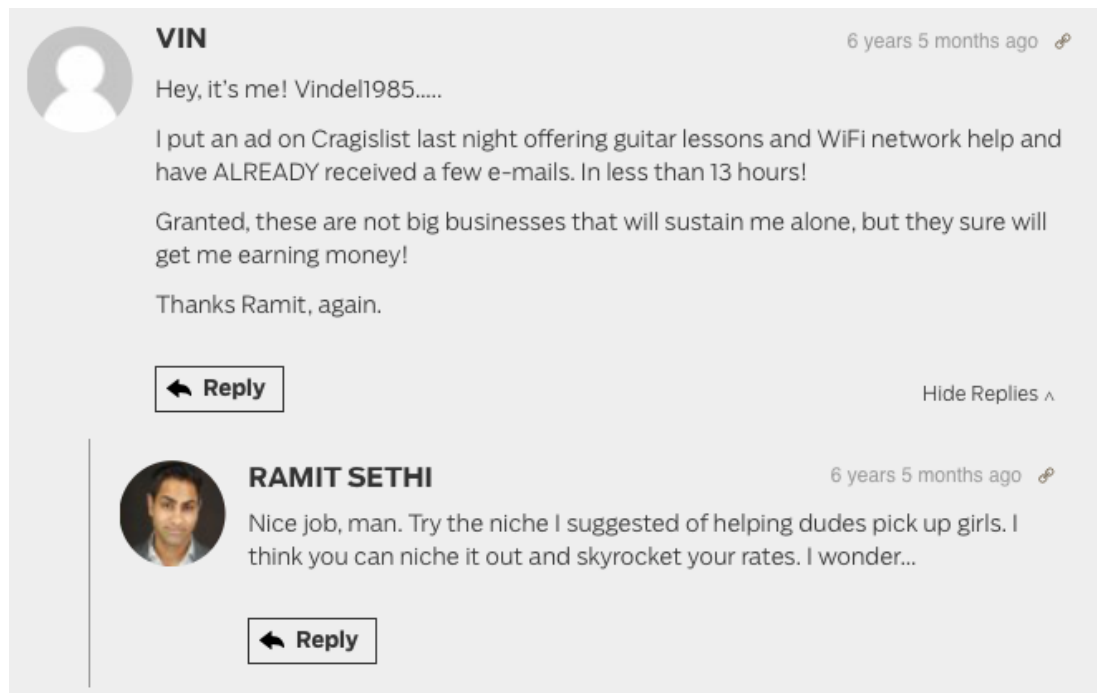 VIN
6 years 5 months ago
Hey, it's me! Vindel1985.....
I put an ad on Cragislist last night offering guitar lessons and WiFi network help and
have ALREADY received a few e-mails. In less than 13 hours!
Granted, these are not big businesses that will sustain me alone, but they sure will
get me earning money!
Thanks Ramit, again.
Reply
Hide Replies ^
RAMIT SETHI
6 years 5 months ago
Nice job, man. Try the niche I suggested of helping dudes pick up girls. I
think you can niche it out and skyrocket your rates. I wonder...
Reply